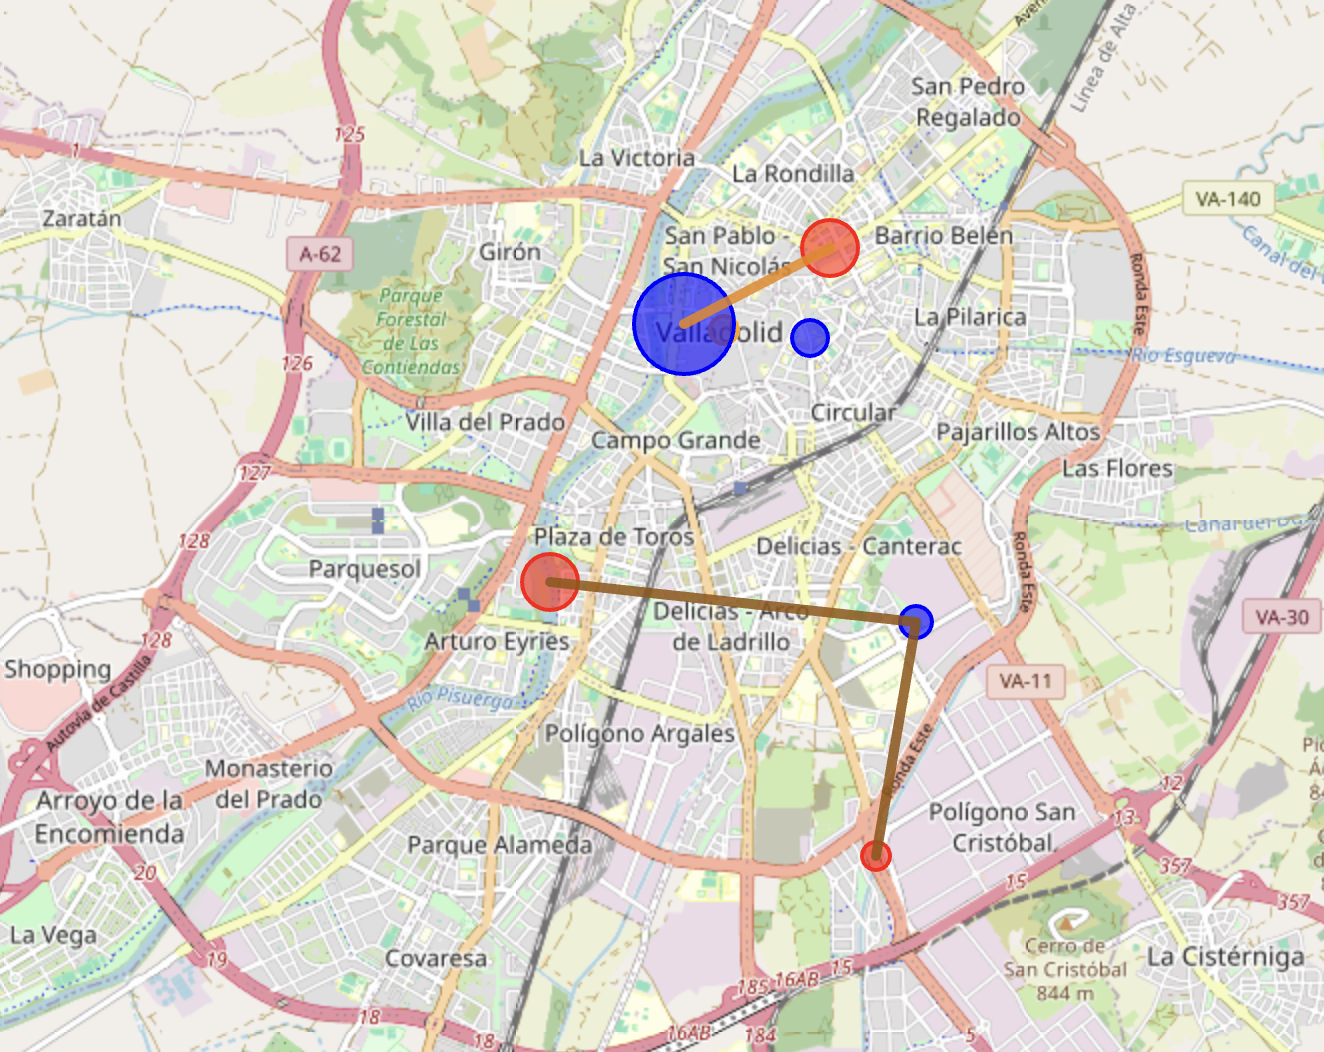 Línea de Alta
San Pedro
Regalado
125
1
La Victoria
La Rondilla
VA-140
Zaratán
San Pablo -
San Nicolás
Barrio Belén
Girón
A-62
Ronda Este
Parque
Forestal
de Las
Contiendas
La Pilarica
Valladolid
Río Esgueva
126
Villa del Prado
Circular
Campo Grande
Pajarillos Altos
Las Flores
127
128
Plaza de Toros
Delicias - Canterac
Ronda Este
Parquesol
Delicias - Arco
de Ladrillo
VA-30
128
Arturo Eyries
Shopping
VA-11
Autovía de Castilla
Río Pisuerga
Polígono Argales
Ronda Este
Monasterio
del Prado
12
Arroyo de la
Encomienda
Polígono San
Cristóbal
13
Parque Alameda
20
357
15
357
La Vega
Covaresa
19
Cerro de
San Cristóbal
844 m
La Cistérniga
15
16AB
185
18
16AB
184
18
5